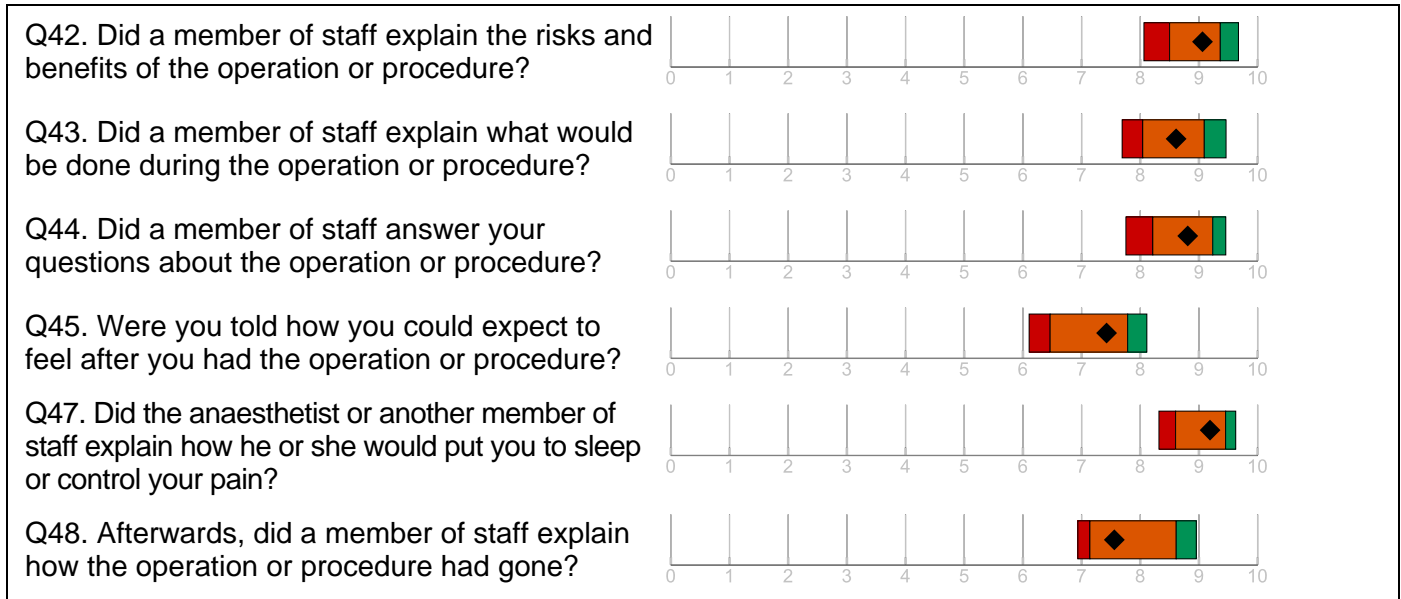 Q42. Did a member of staff explain the risks and
benefits of the operation or procedure?
0 1 2 3 4 5 6 7 8 9 10
Q43. Did a member of staff explain what would
be done during the operation or procedure?
0 1 2 3 4 5 6 7 8 9 10
Q44. Did a member of staff answer your
questions about the operation or procedure?
0 1 2 3 4 5 6 7 8 9 10
Q45. Were you told how you could expect to
feel after you had the operation or procedure?
0 1 2 3 4 5 6 7 8 9 10
Q47. Did the anaesthetist or another member of
staff explain how he or she would put you to sleep
or control your pain?
0 1 2 3 4 5 6 7 8 9 10
Q48. Afterwards, did a member of staff explain
how the operation or procedure had gone?
0 1 2 3 4 5 6 7 8 9 10